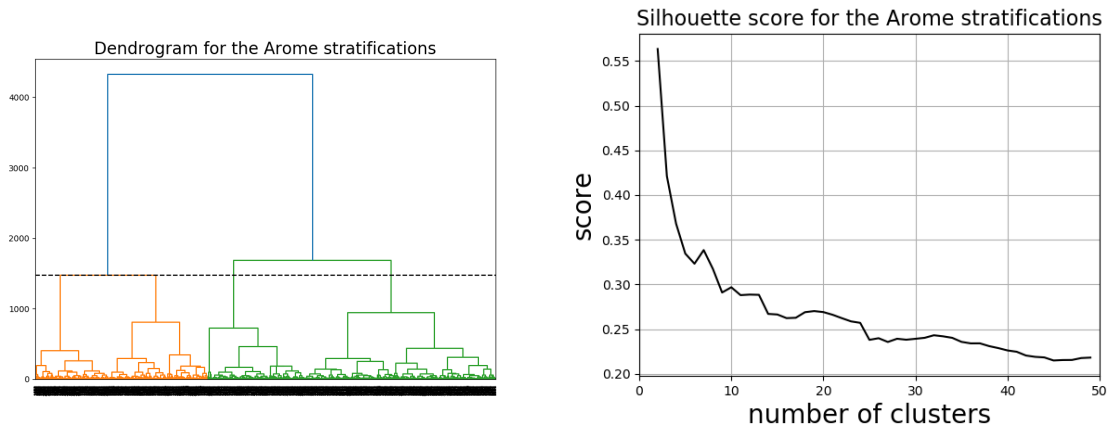 Dendrogram for the Arome stratifications
4000
3000
2000
1000
0
Silhouette score for the Arome stratifications
score
0.55
0.50
0.45
0.40
0.35
0.30
0.25
0.20
0 10 20 30 40 50
number of clusters